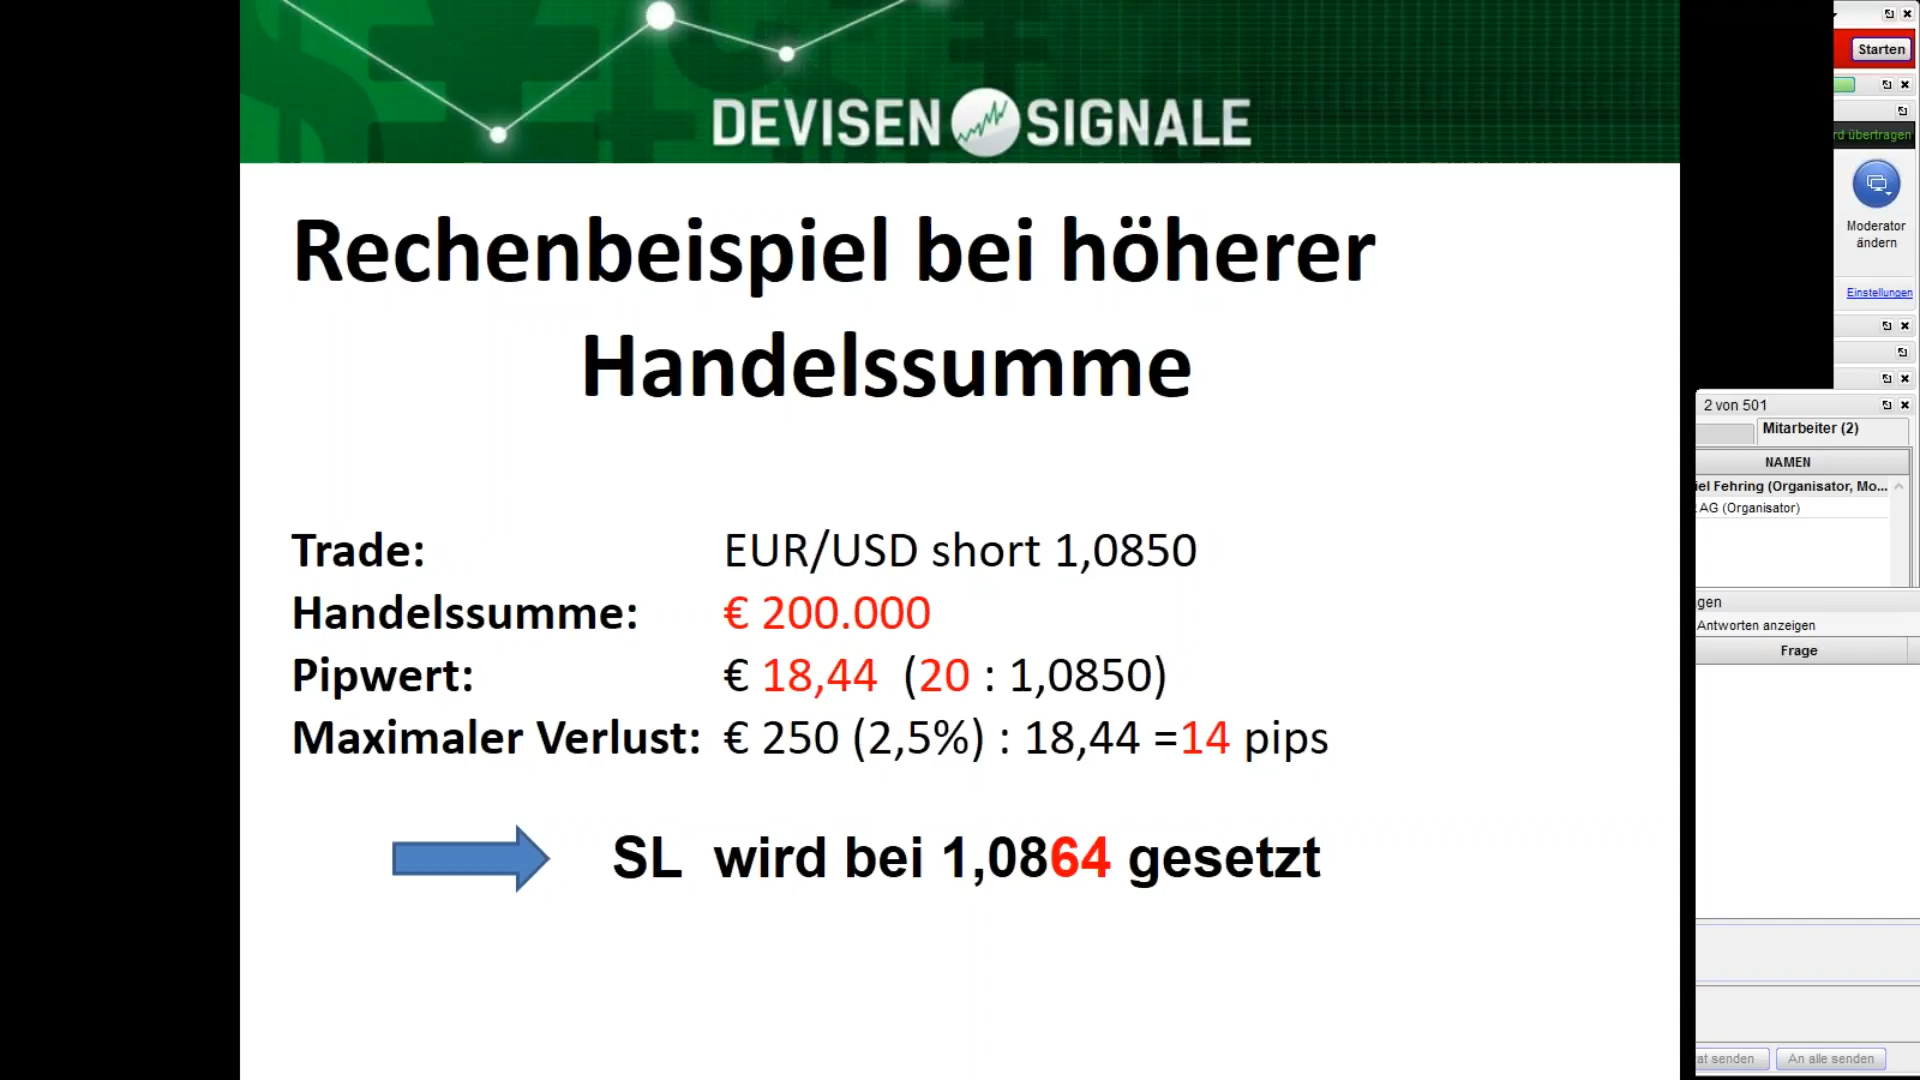 DEVISEN SIGNALE
Rechenbeispiel bei höherer
Handelssumme
Trade: EUR/USD short 1,0850
Handelssumme: € 200.000
Pipwert: € 18,44 (20 : 1,0850)
Maximaler Verlust: € 250 (2,5%) : 18,44 =14 pips
SL wird bei 1,0864 gesetzt
Starten
rd übertragen
Moderator
ändern
Einstellungen
2 von 501
Mitarbeiter (2)
NAMEN
iel Fehring (Organisator, Mo...
AG (Organisator)
gen
Antworten anzeigen
Frage
at senden
An alle senden